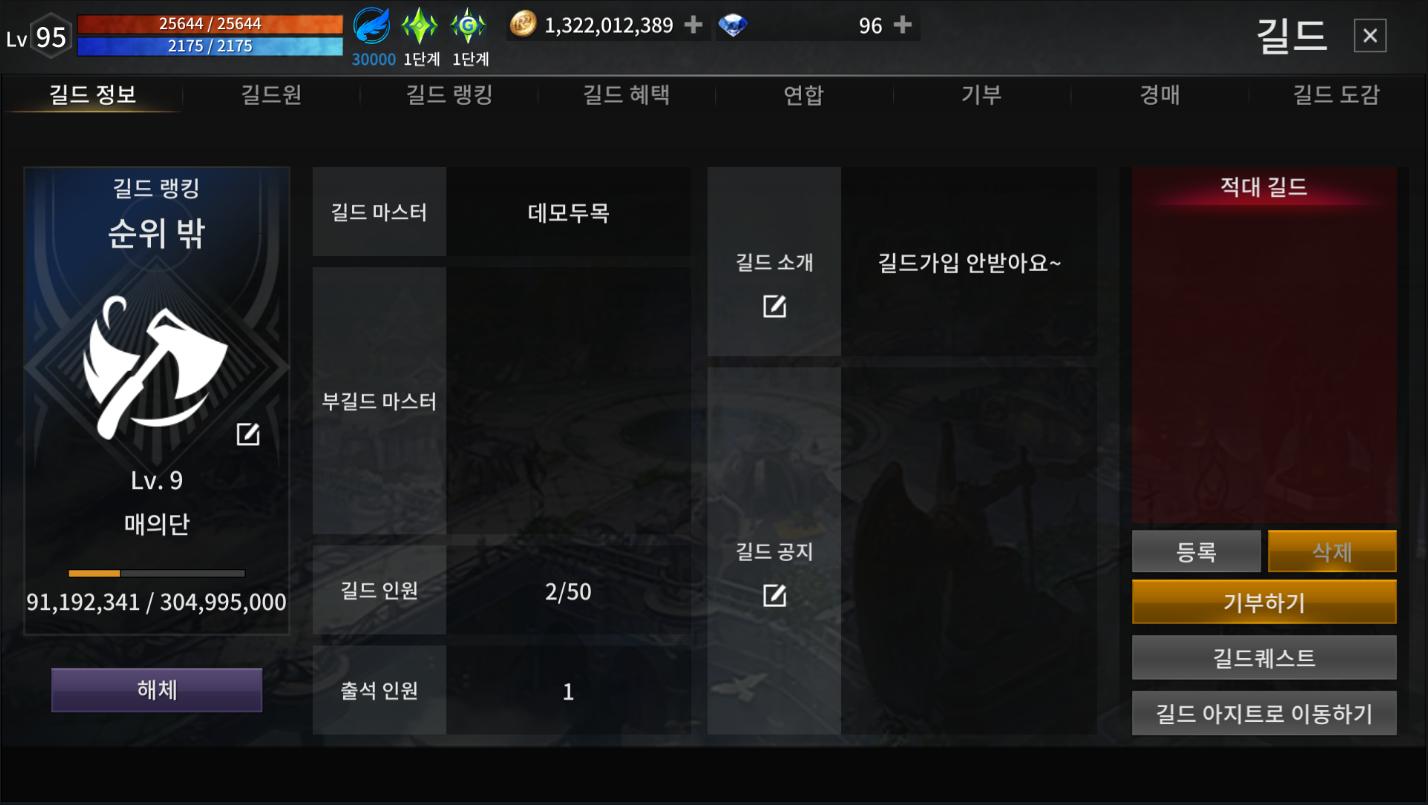 Lv 95
25644 / 25644
2175 / 2175
30000 1단계 1단계
1,322,012,389
96
길드
길드 정보 길드원 길드 랭킹 길드 혜택 연합 기부 경매 길드 도감
길드 랭킹
순위 밖
Lv. 9
매의단
91,192,341 / 304,995,000
해체
길드 마스터 데모두목
부길드 마스터
길드 인원 2/50
출석 인원 1
길드 소개
길드가입 안받아요~
길드 공지
적대 길드
등록 삭제
기부하기
길드퀘스트
길드 아지트로 이동하기